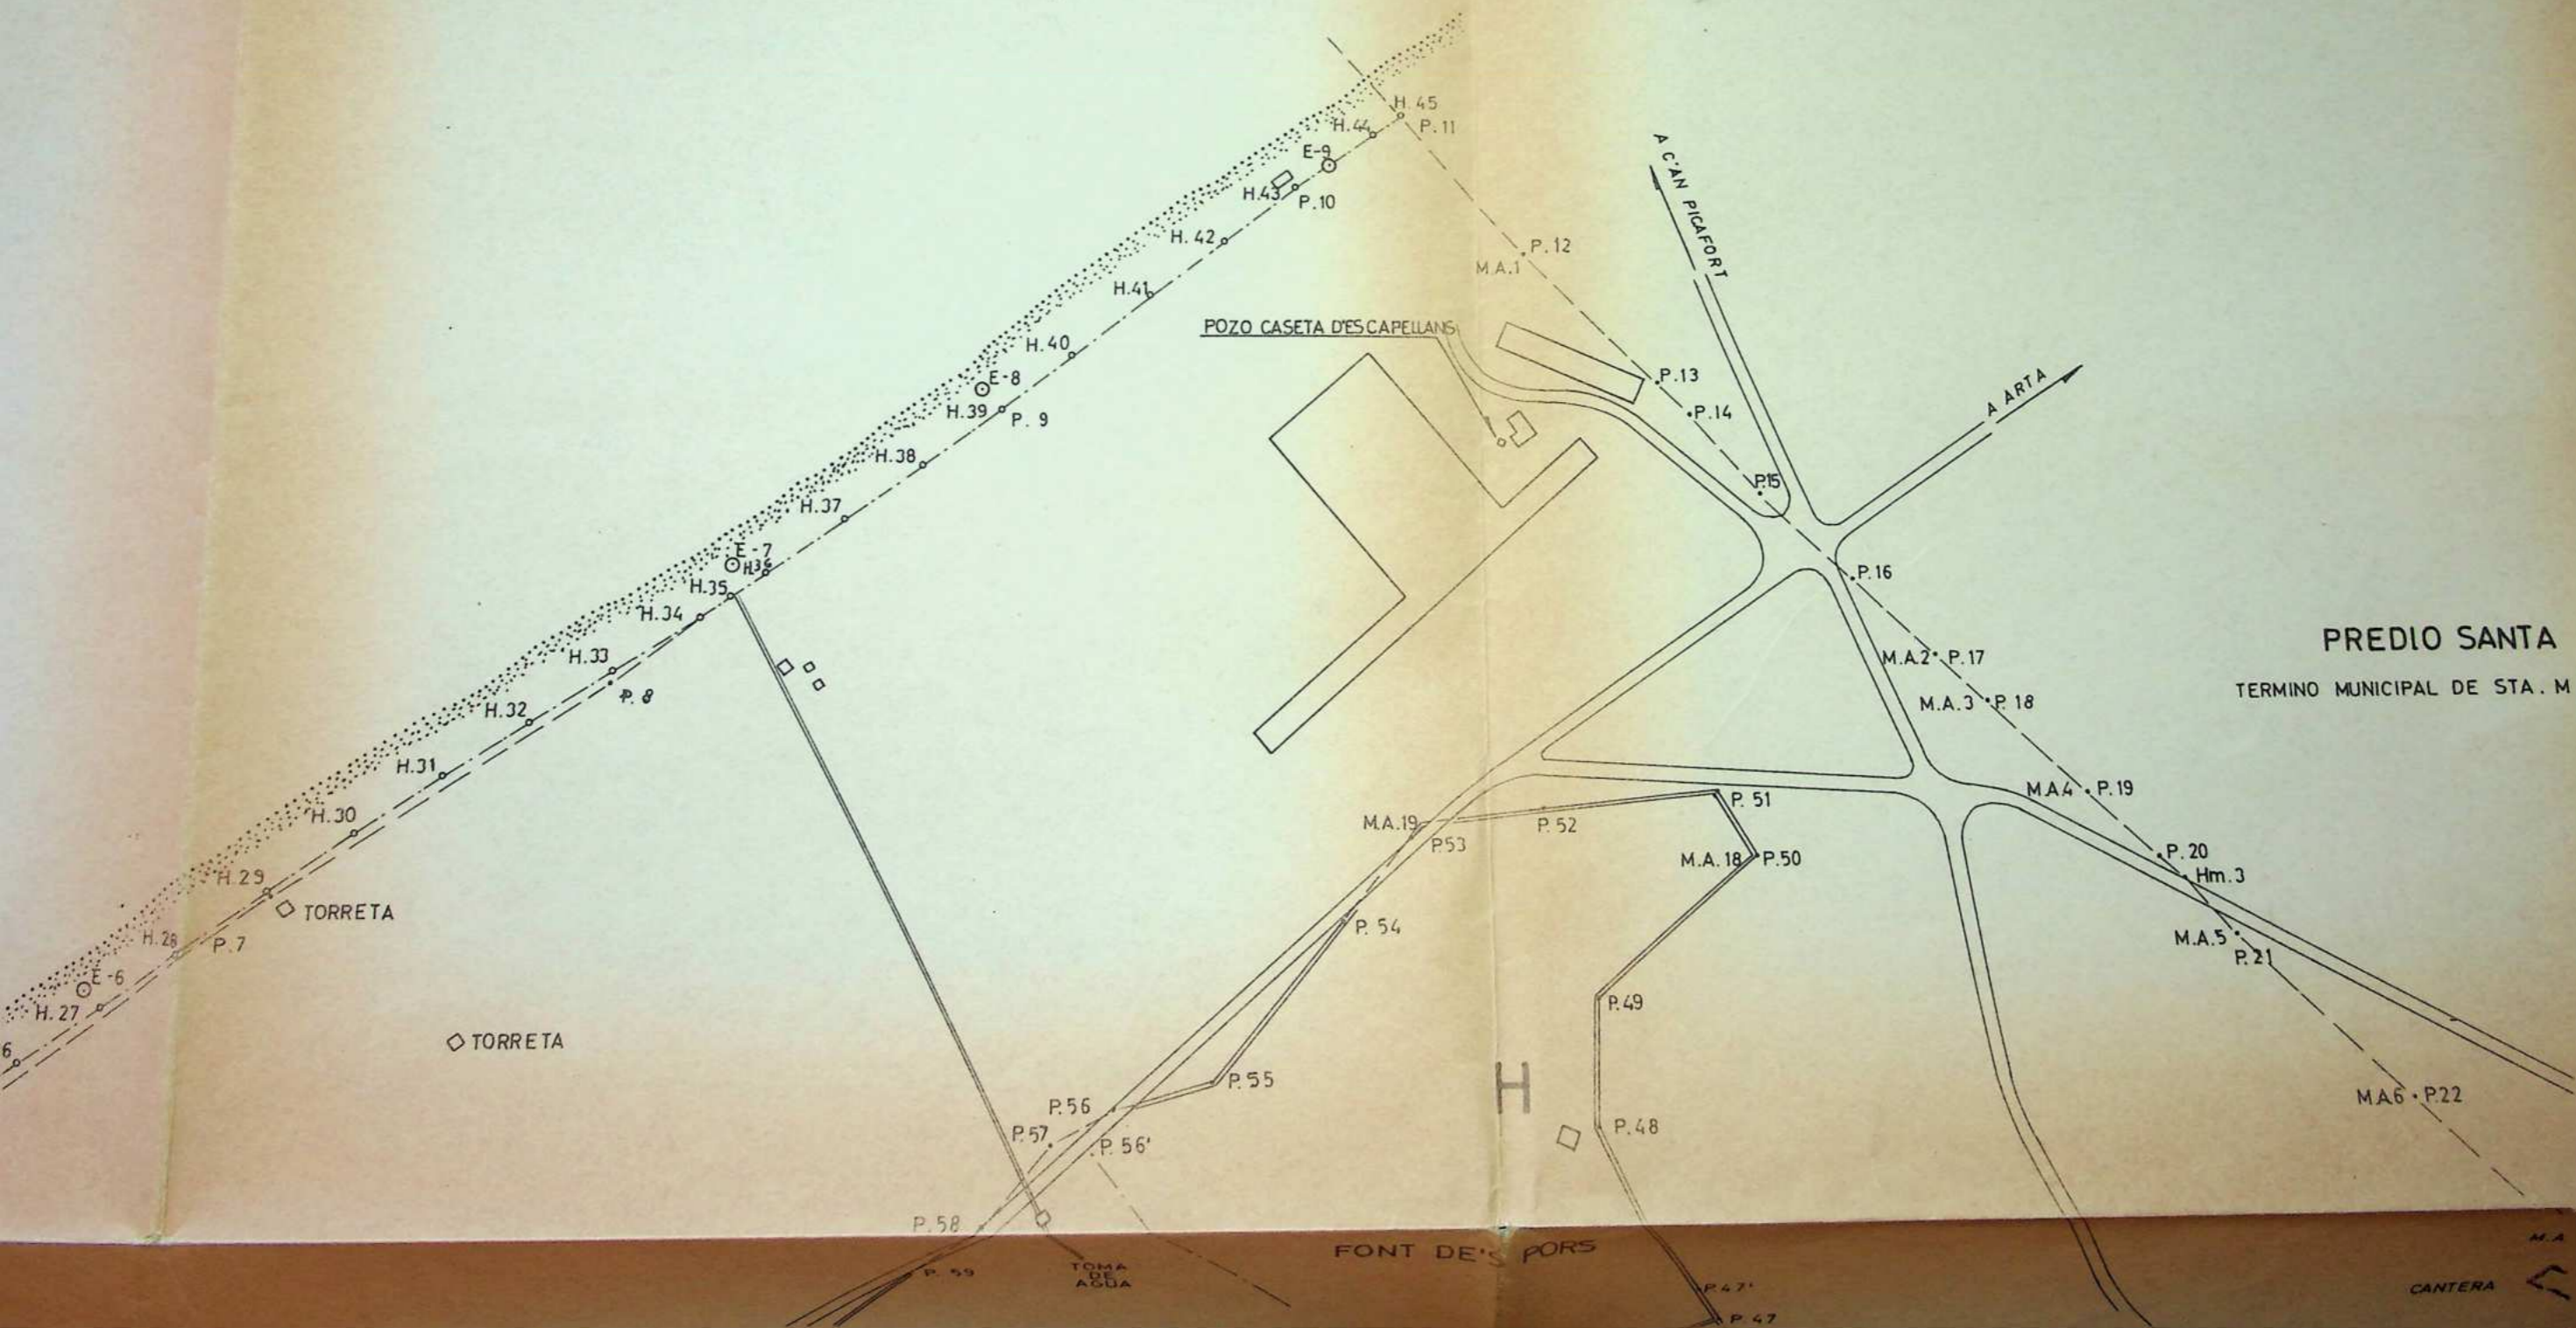 H.45
H.44
P.11
E-9
H.43
P.10
H.42
P.12
M.A.1
A C'AN PICAFORT
H.41
POZO CASETA D'ESCAPELLANS
H.40
E-8
H.39
P.9
P.13
A ARTA
P.14
H.38
P.15
H.37
E-7
H.36
H.35
P.16
H.34
PREDIO SANTA
H.33
M.A.2
P.17
P.8
TERMINO MUNICIPAL DE STA. M
H.32
M.A.3
P.18
H.31
M.A.4
P.19
H.30
P.51
M.A.19
P.52
P.53
M.A.18
P.50
P.20
H.29
Hm.3
TORRETA
P.54
H.28
P.7
M.A.5
P.21
E-6
P.49
H.27
TORRETA
6
P.55
H
M.A.6
P.22
P.56
P.48
P.57
P.56'
P.58
M.A
FONT DE'S PORS
P.59
TOMA
DE
AGUA
P.47'
CANTERA
P.47